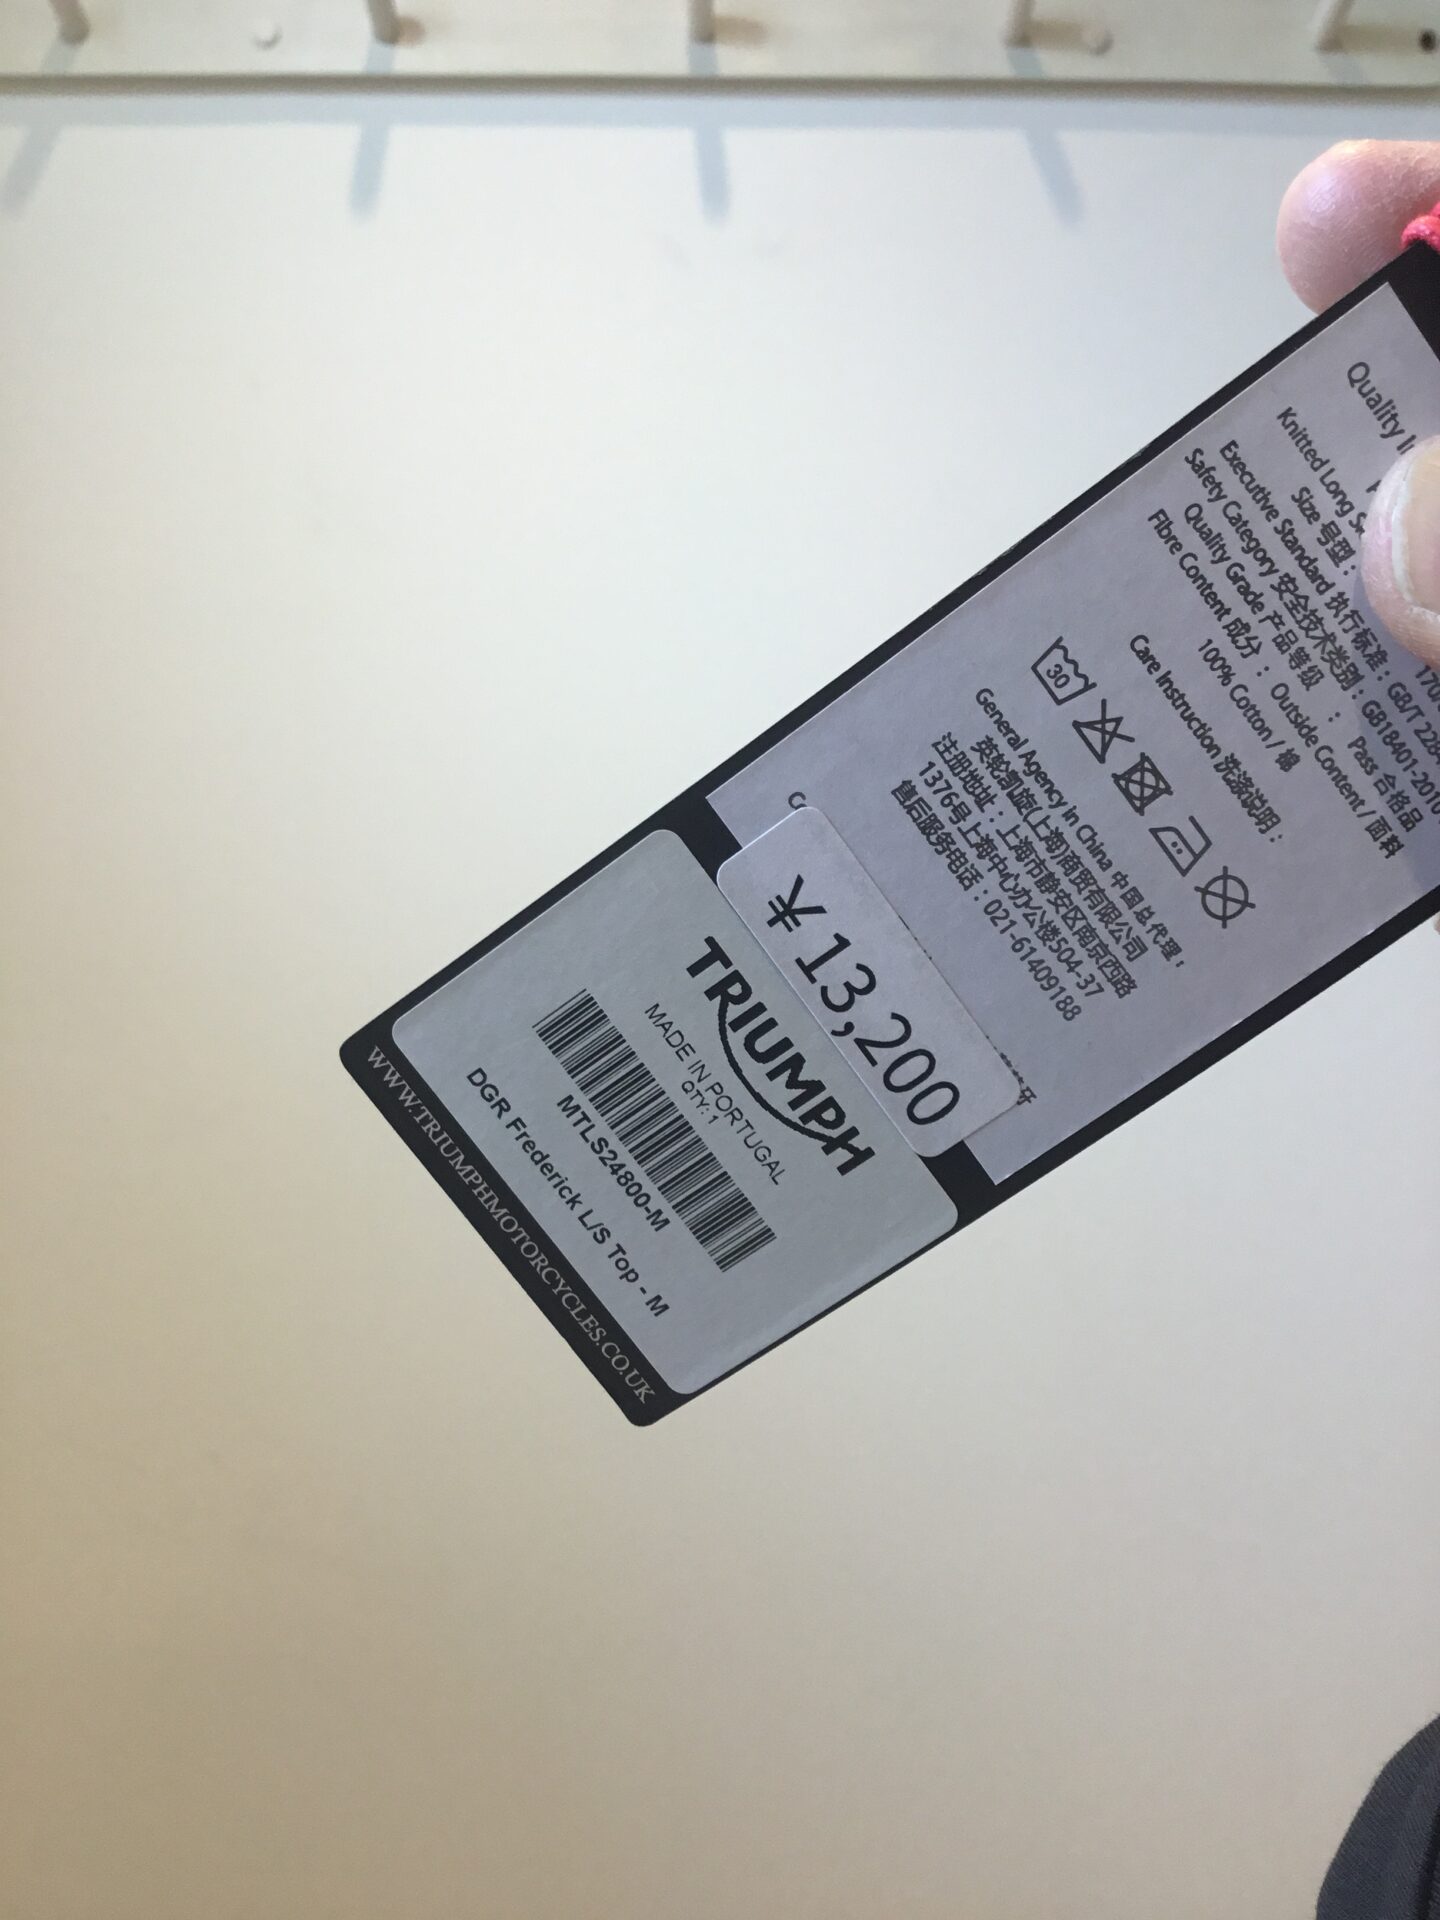 Quality
Knitted Long
Size 号型：
Executive Standard 执行标准：GB/T
Safety Category 安全技术类别：GB18401-2010
Quality Grade 产品等级 ： Pass 合格品
Fibre Content 成分 ： Outside Content / 面料
100% Cotton / 棉
Care Instruction 洗涤说明：
30
General Agency in China 中国总代理：
英轮凯旋(上海)商贸有限公司
注册地址：上海市静安区南京西路
1376号上海中心办公楼504-37
售后服务电话：021-61409188
¥13,200
TRIUMPH
MADE IN PORTUGAL
QTY: 1
MTLS24800-M
DGR Frederick L/S Top - M
WWW.TRIUMPHMOTORCYCLES.CO.UK